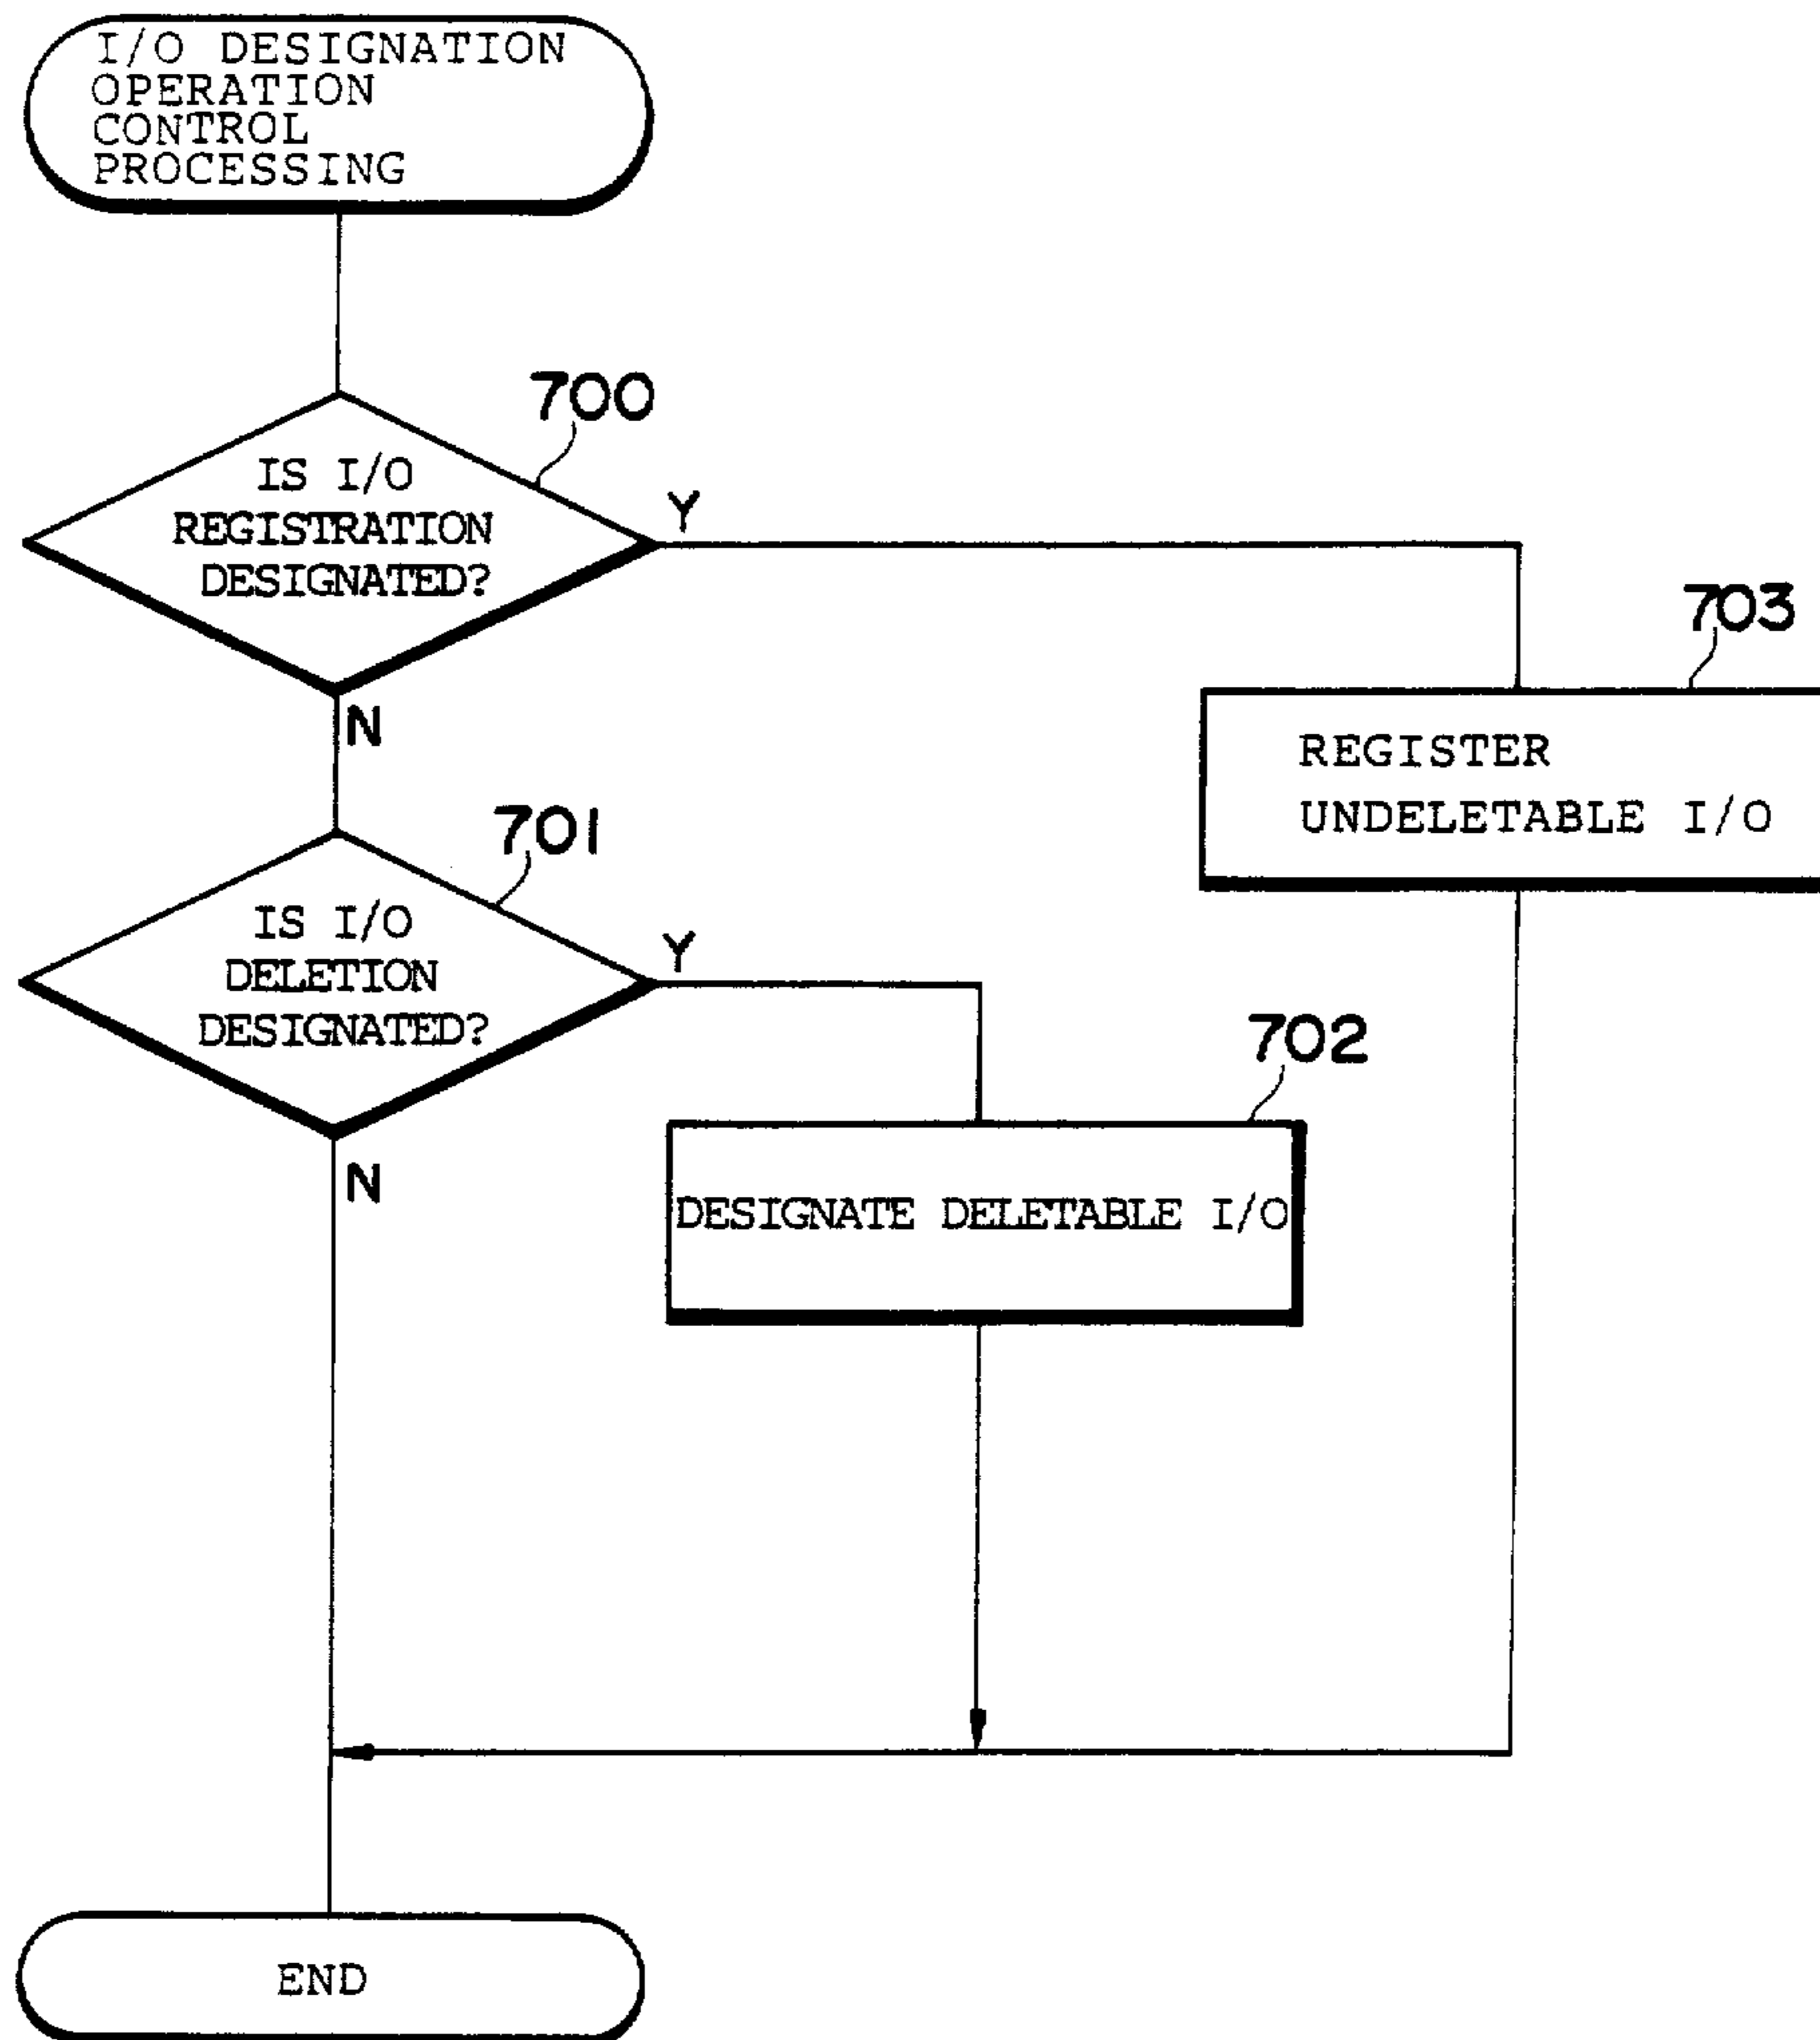 I/O DESIGNATION
OPERATION
CONTROL
PROCESSING
700
IS I/O
REGISTRATION
DESIGNATED?
Y
N
703
REGISTER
UNDELETABLE I/O
701
IS I/O
DELETION
DESIGNATED?
Y
N
702
DESIGNATE DELETABLE I/O
END